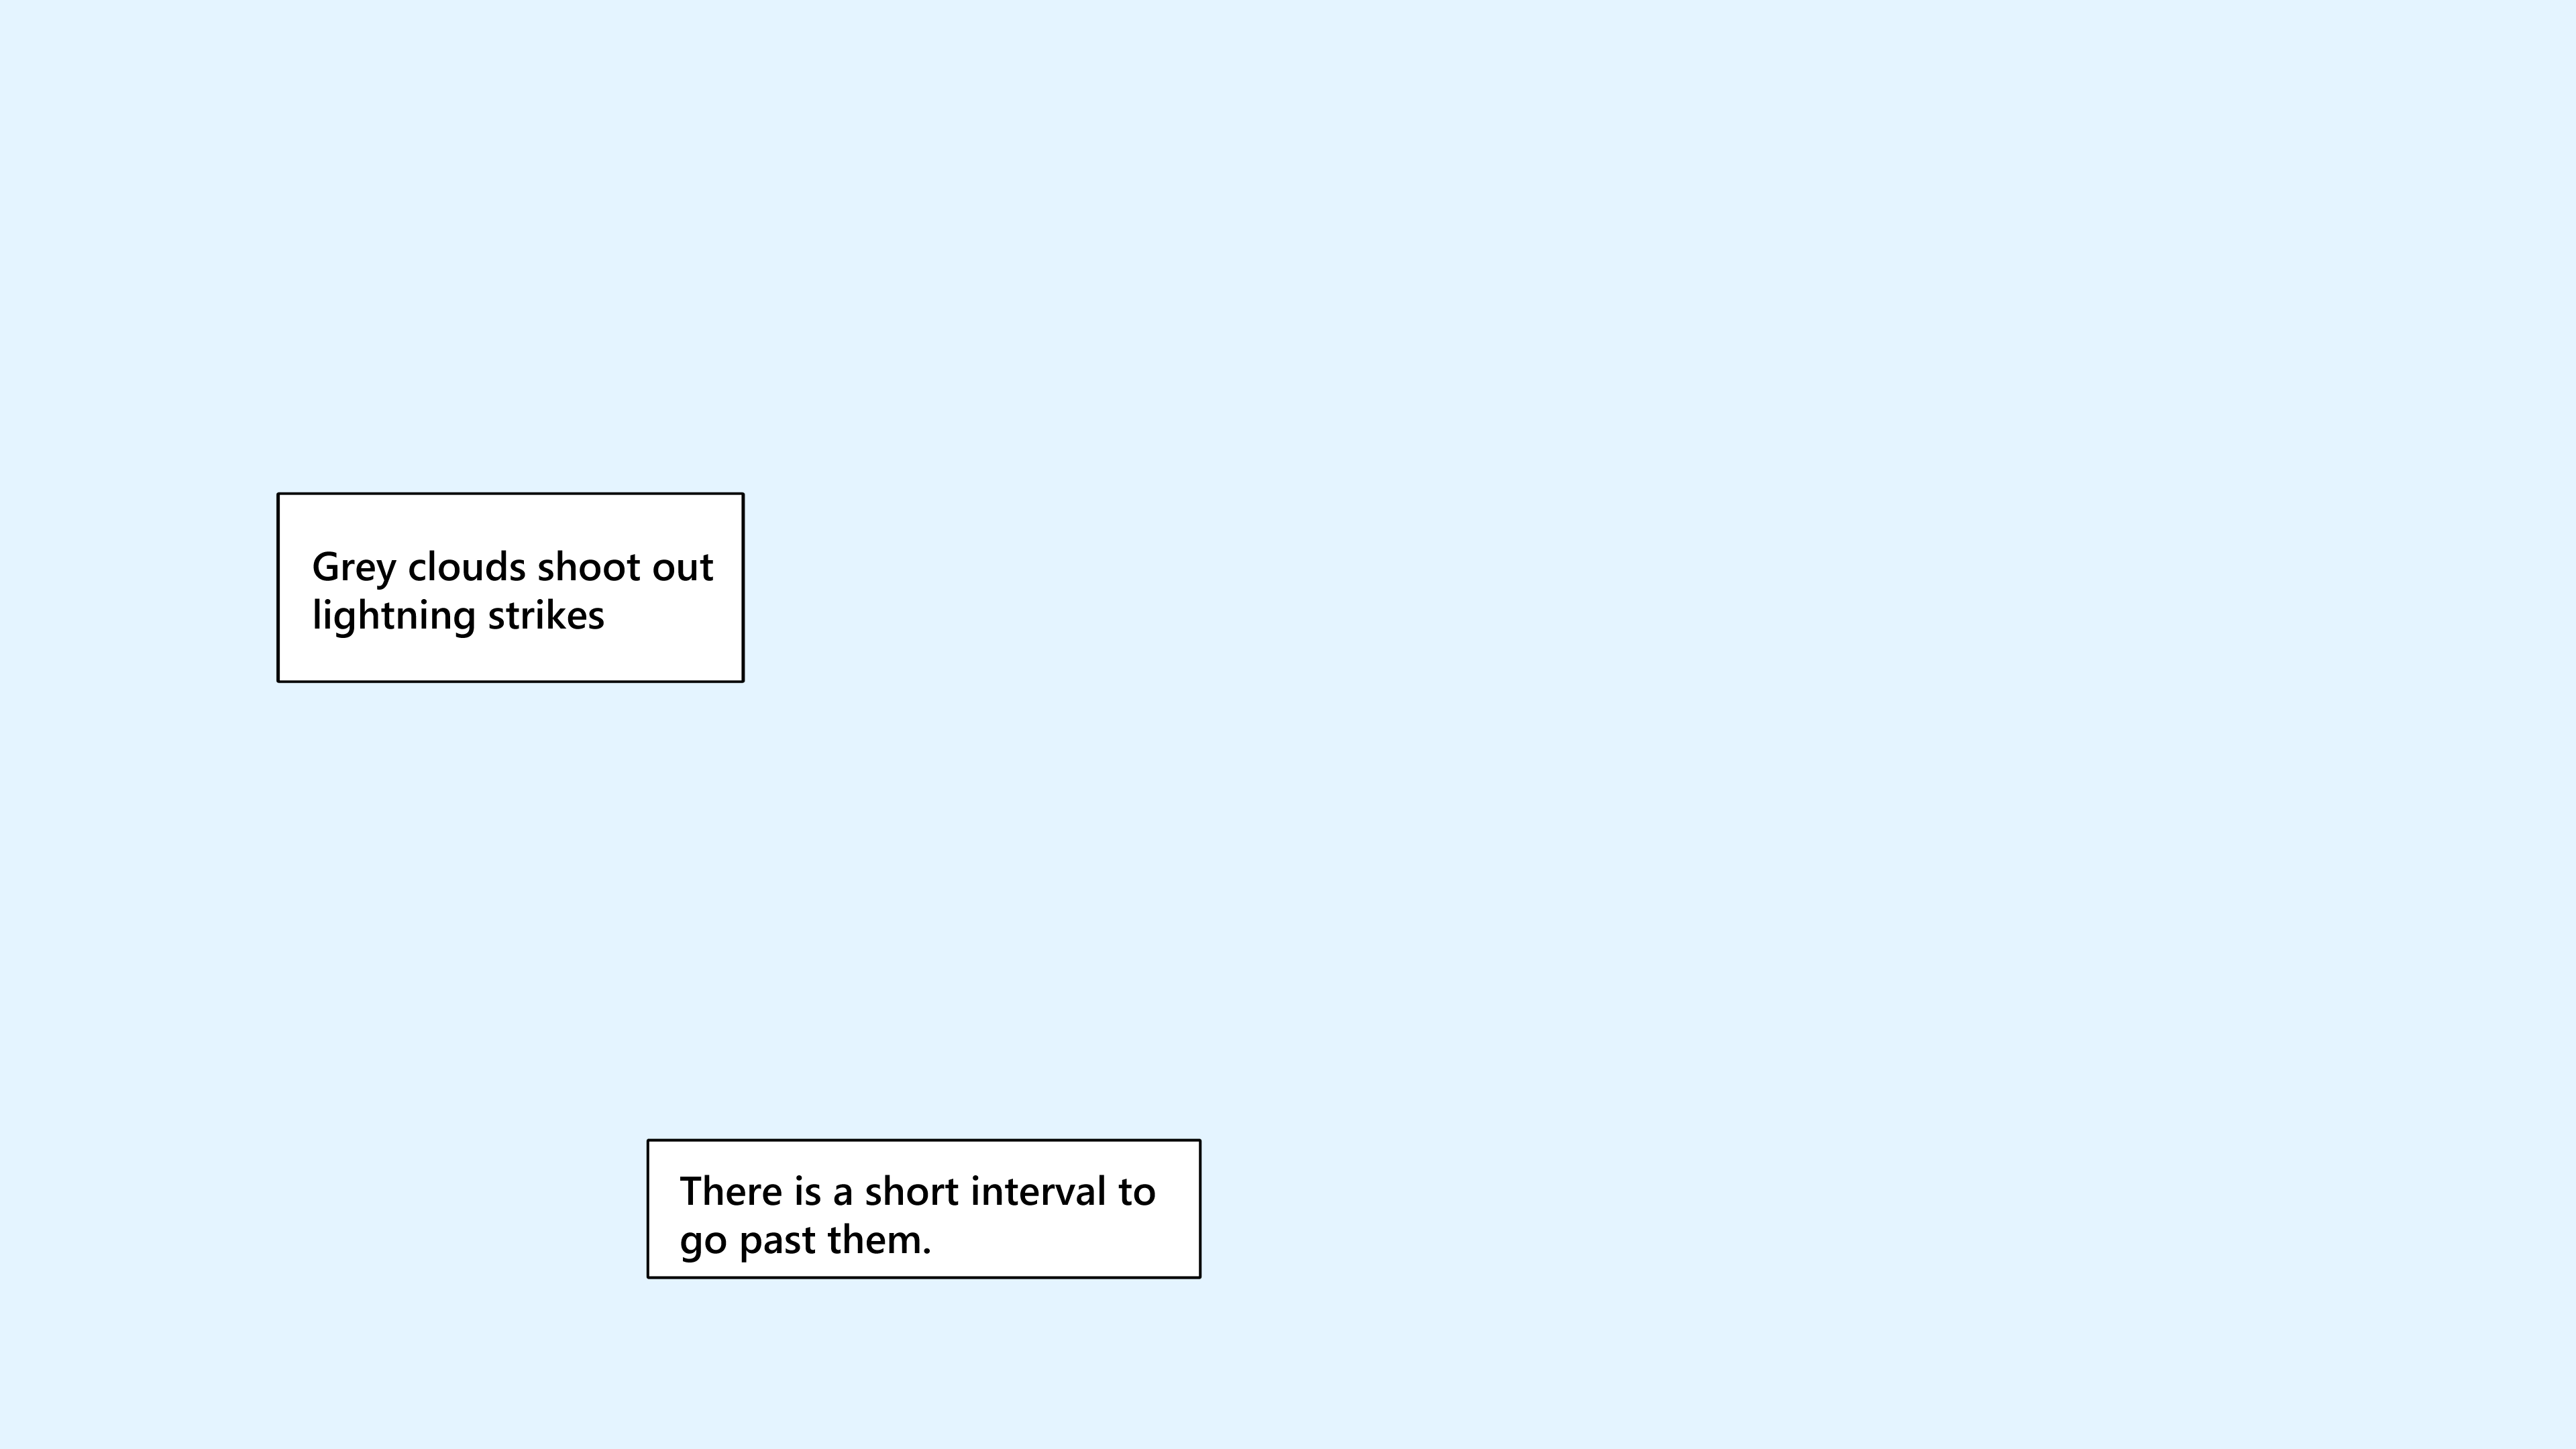 Grey clouds shoot out
lightning strikes
There is a short interval to
go past them.